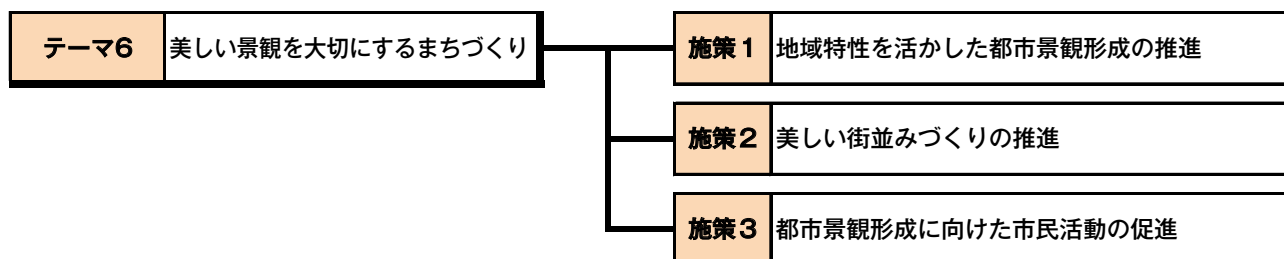 テーマ6 美しい景観を大切にするまちづくり
施策1 地域特性を活かした都市景観形成の推進
施策2 美しい街並みづくりの推進
施策3 都市景観形成に向けた市民活動の促進